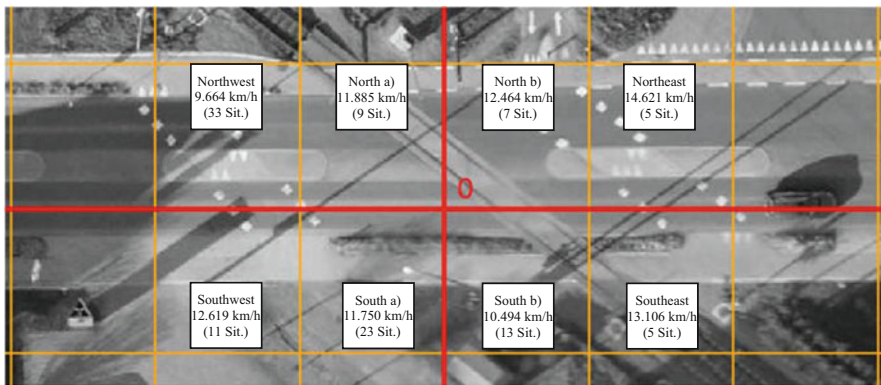 Northwest
9.664 km/h
(33 Sit.)
North a)
11.885 km/h
(9 Sit.)
North b)
12.464 km/h
(7 Sit.)
Northeast
14.621 km/h
(5 Sit.)
0
Southwest
12.619 km/h
(11 Sit.)
South a)
11.750 km/h
(23 Sit.)
South b)
10.494 km/h
(13 Sit.)
Southeast
13.106 km/h
(5 Sit.)